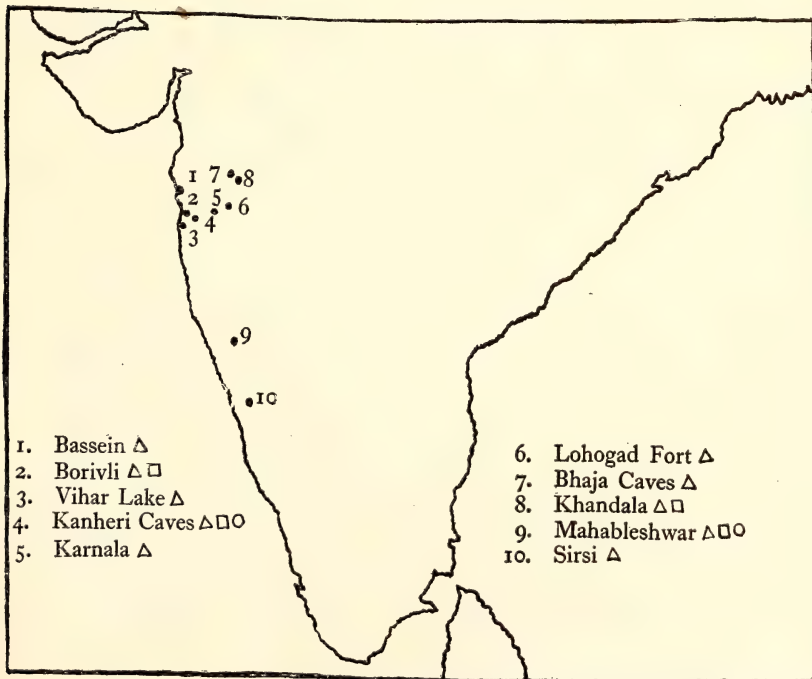 1 7 8
2 5 6
4
3
9
10
1. Bassein △
2. Borivli △ □
3. Vihar Lake △
4. Kanheri Caves △□○
5. Karnala △
6. Lohogad Fort △
7. Bhaja Caves △
8. Khandala △□
9. Mahableshwar △□○
10. Sirsi △